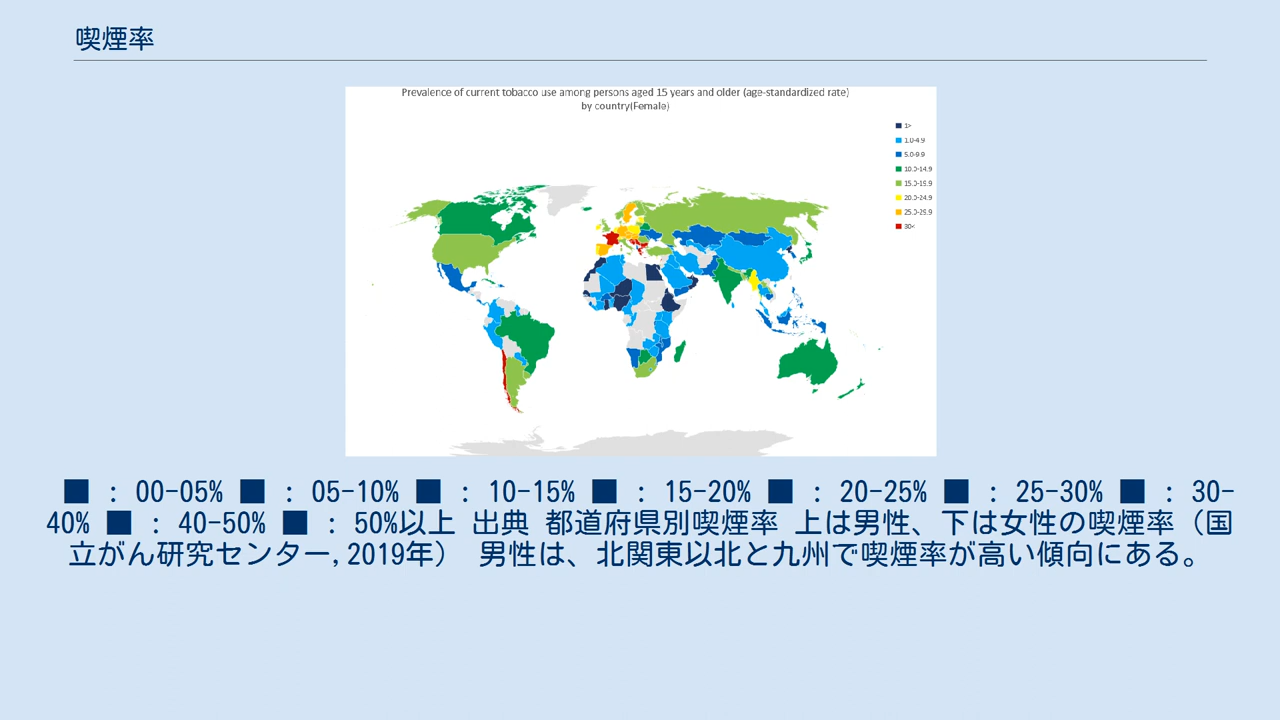 喫煙率
Prevalence of current tobacco use among persons aged 15 years and older (age-standardized rate)
by country(Female)
1>
1.0-4.9
5.0-9.9
10.0-14.9
15.0-19.9
20.0-24.9
25.0-29.9
30<
■ : 00-05% ■ : 05-10% ■ : 10-15% ■ : 15-20% ■ : 20-25% ■ : 25-30% ■ : 30-
40% ■ : 40-50% ■ : 50%以上 出典 都道府県別喫煙率 上は男性、下は女性の喫煙率（国
立がん研究センター,2019年） 男性は、北関東以北と九州で喫煙率が高い傾向にある。